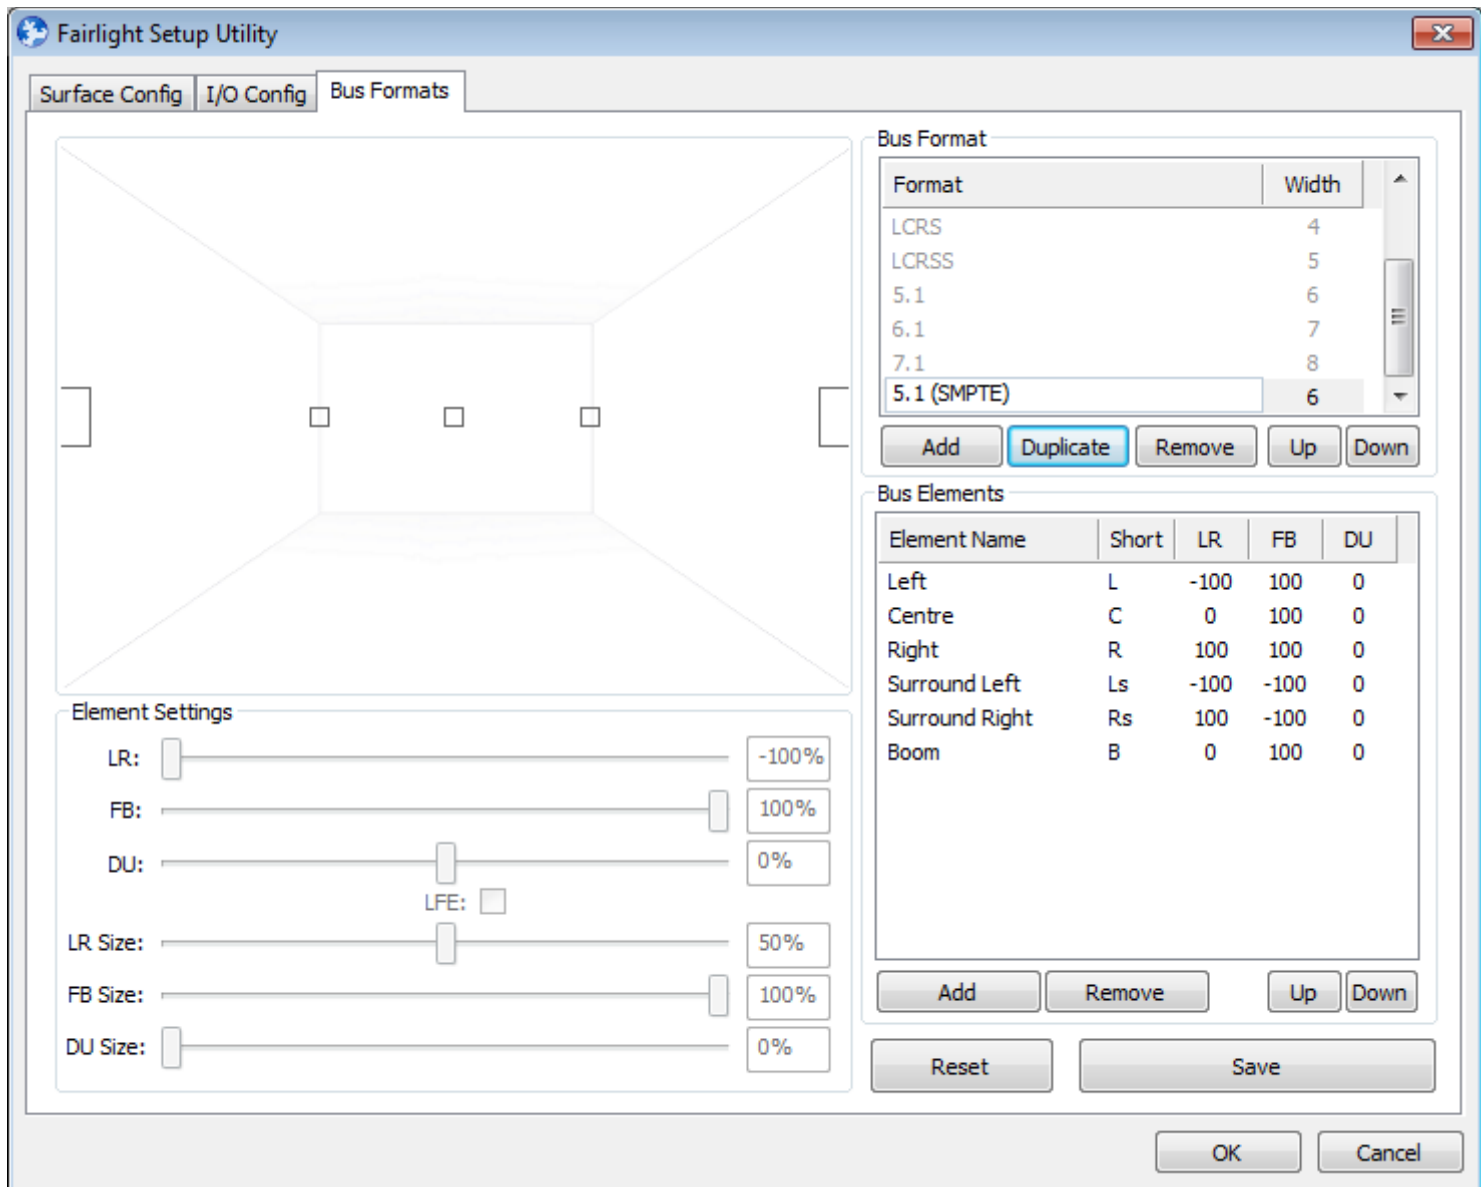 Fairlight Setup Utility
Surface Config I/O Config Bus Formats
Bus Format
Format Width
LCRS 4
LCRSS 5
5.1 6
6.1 7
7.1 8
5.1 (SMPTE) 6
Add Duplicate Remove Up Down
Bus Elements
Element Name Short LR FB DU
Left L -100 100 0
Centre C 0 100 0
Right R 100 100 0
Surround Left Ls -100 -100 0
Surround Right Rs 100 -100 0
Boom B 0 100 0
Add Remove Up Down
Element Settings
LR: -100%
FB: 100%
DU: 0%
LFE:
LR Size: 50%
FB Size: 100%
DU Size: 0%
Reset Save
OK Cancel